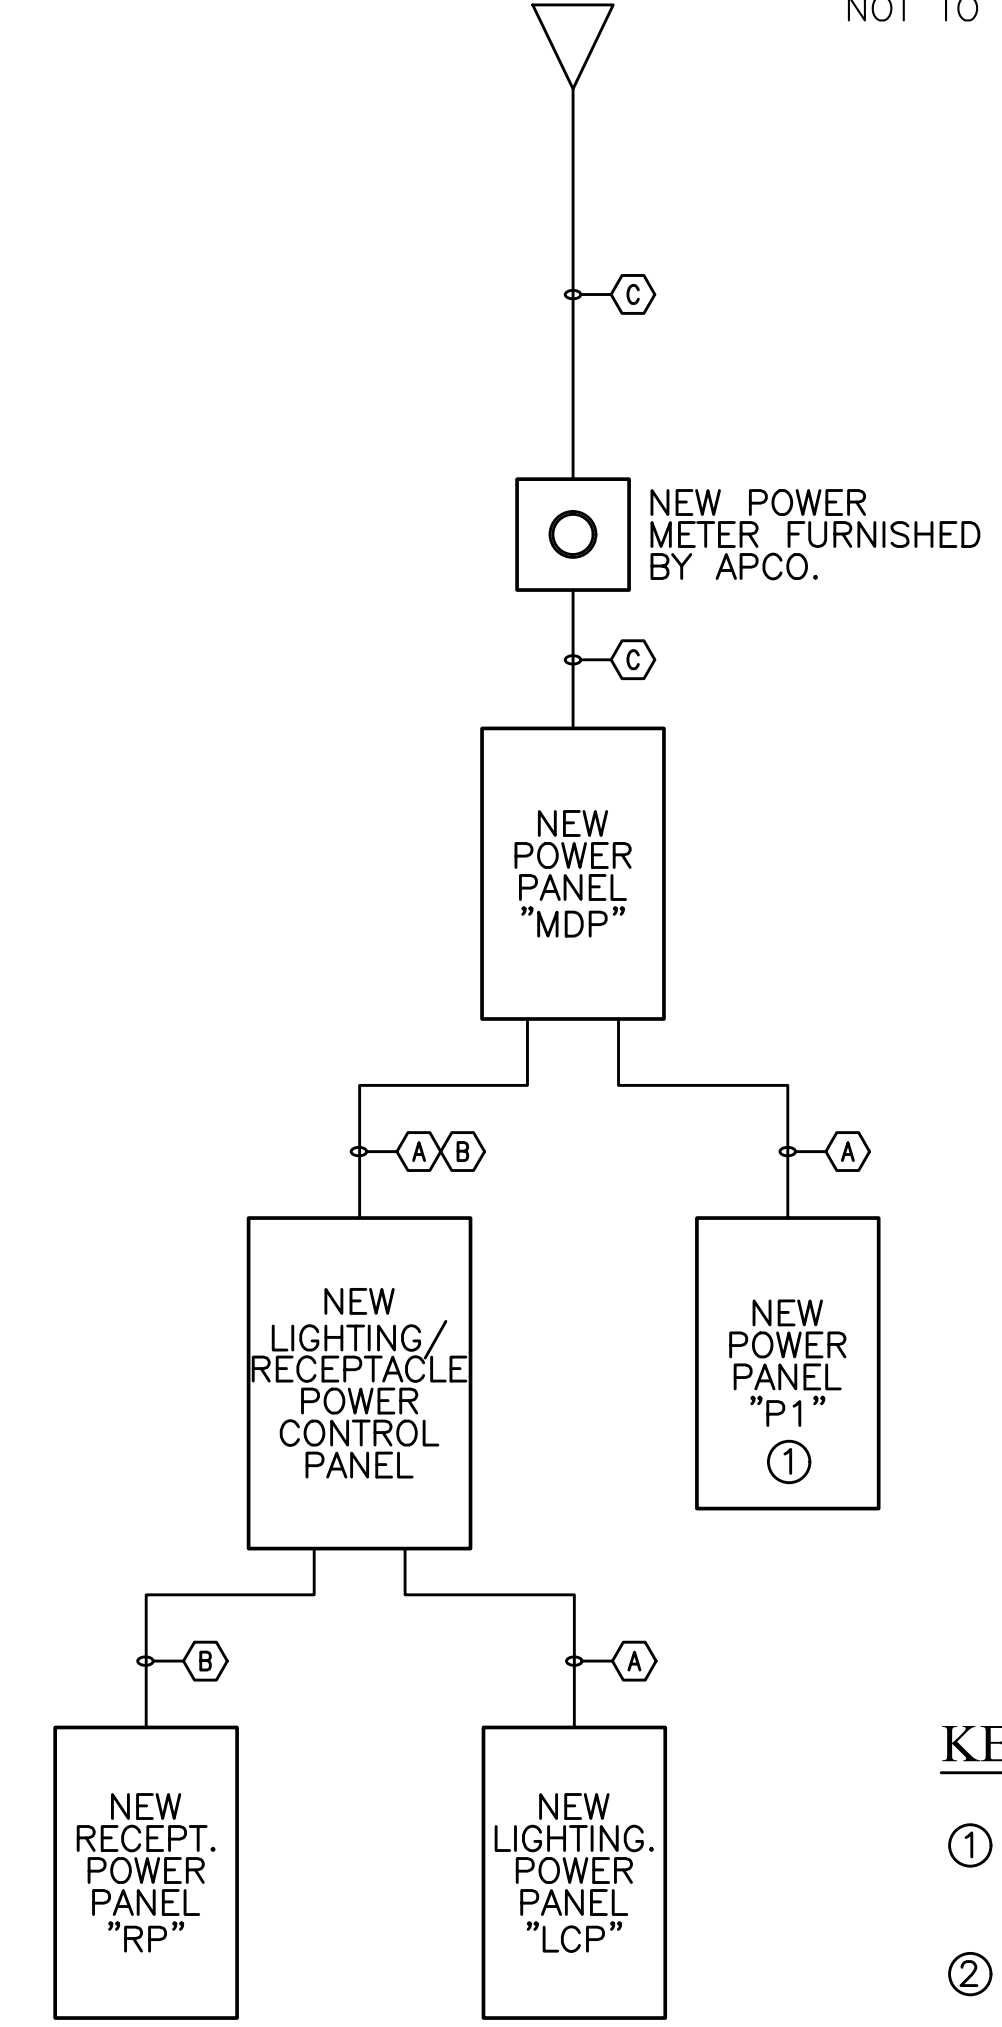 NOT TO
C
NEW POWER
METER FURNISHED
BY APCO.
C
NEW
POWER
PANEL
"MDP"
A B
A
NEW
LIGHTING/
RECEPTACLE
POWER
CONTROL
PANEL
NEW
POWER
PANEL
"P1"
1
B
A
NEW
RECEPT.
POWER
PANEL
"RP"
NEW
LIGHTING.
POWER
PANEL
"LCP"
KE
1
2